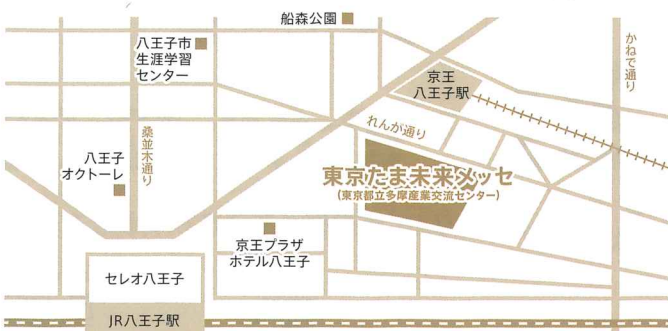 船森公園
八王子市
生涯学習
センター
京王
八王子駅
かねで通り
れんが通り
桑並木通り
八王子
オクトーレ
東京たま未来メッセ
(東京都立多摩産業交流センター)
京王プラザ
ホテル八王子
セレオ八王子
JR八王子駅